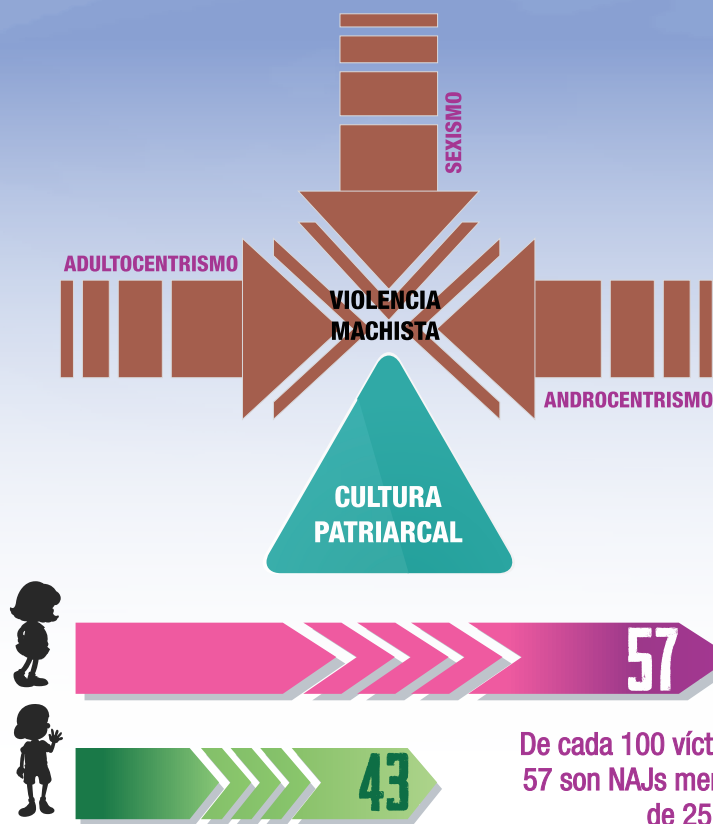 SEXISMO
ADULTOCENTRISMO
VIOLENCIA
MACHISTA
ANDROCENTRISMO
CULTURA
PATRIARCAL
57
43
De cada 100
57 son NAJs
de 25